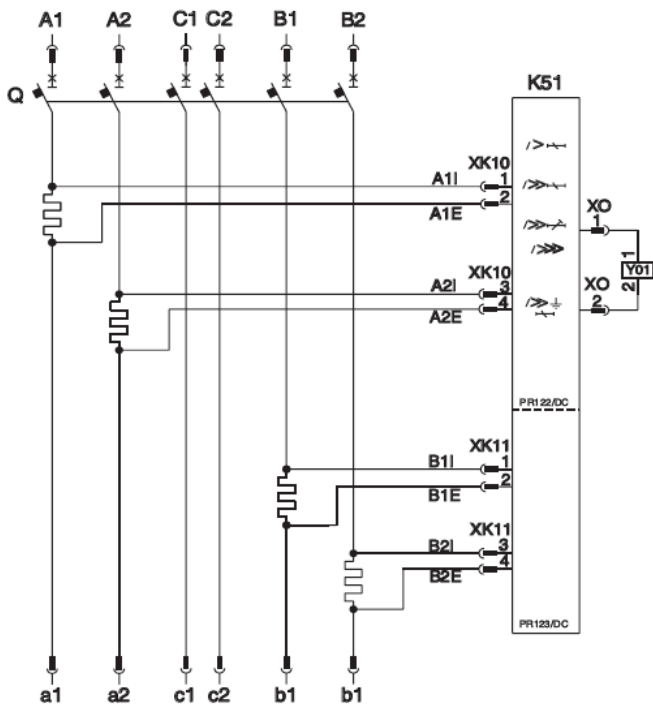 A1 A2 C1 C2 B1 B2
Q
K51
XK10
A1I 1
2
A1E
XO
1
1
Y01
2
XO
2
XK10
A2I 3
4
A2E
PR122/DC
XK11
B1I 1
2
B1E
XK11
B2I 3
4
B2E
PR123/DC
a1 a2 c1 c2 b1 b1